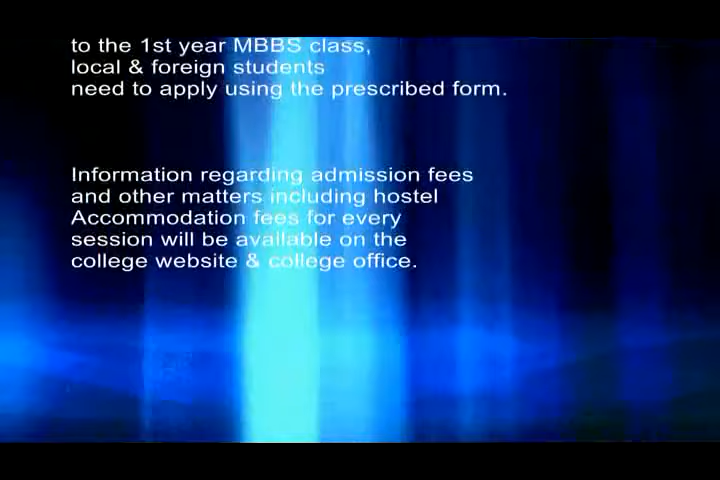 to the 1st year MBBS class,
local & foreign students
need to apply using the prescribed form.
Information regarding admission fees
and other matters including hostel
Accommodation fees for every
session will be available on the
college website & college office.